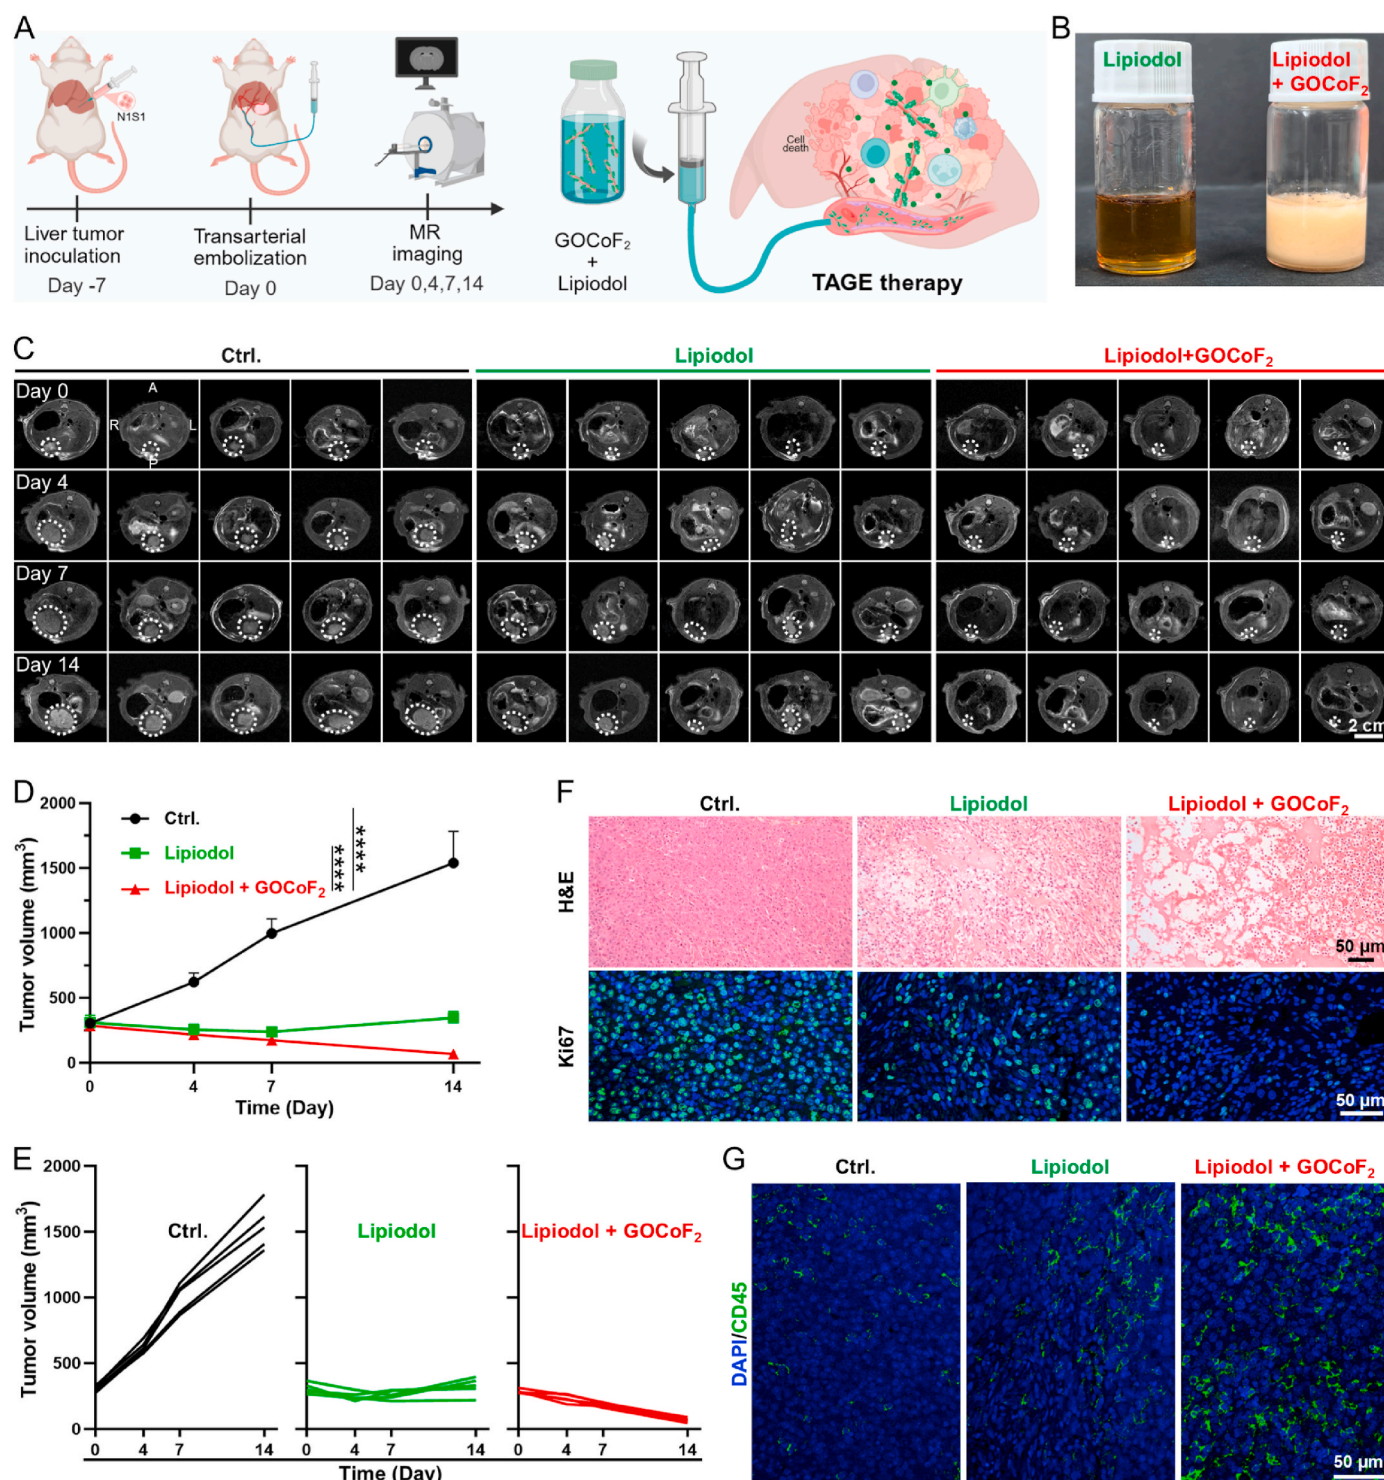 A
N1S1
Liver tumor
inoculation
Day -7
Transarterial
embolization
Day 0
MR
imaging
Day 0,4,7,14
GOCoF₂
+
Lipiodol
Cell
death
TAGE therapy
B
Lipiodol
Lipiodol
+ GOCoF₂
C
Ctrl.
Lipiodol
Lipiodol+GOCoF₂
Day 0
A
R
L
P
Day 4
Day 7
Day 14
2 cm
D
Tumor volume (mm³)
2000
1500
1000
500
0
Ctrl.
Lipiodol
Lipiodol + GOCoF₂
****
****
0
4
7
14
Time (Day)
E
Tumor volume (mm³)
2000
1500
1000
500
0
Ctrl.
Lipiodol
Lipiodol + GOCoF₂
0 4 7 14
0 4 7 14
0 4 7 14
Time (Day)
F
Ctrl.
Lipiodol
Lipiodol + GOCoF₂
H&E
50 μm
Ki67
50 μm
G
Ctrl.
Lipiodol
Lipiodol + GOCoF₂
DAPI/CD45
50 μm